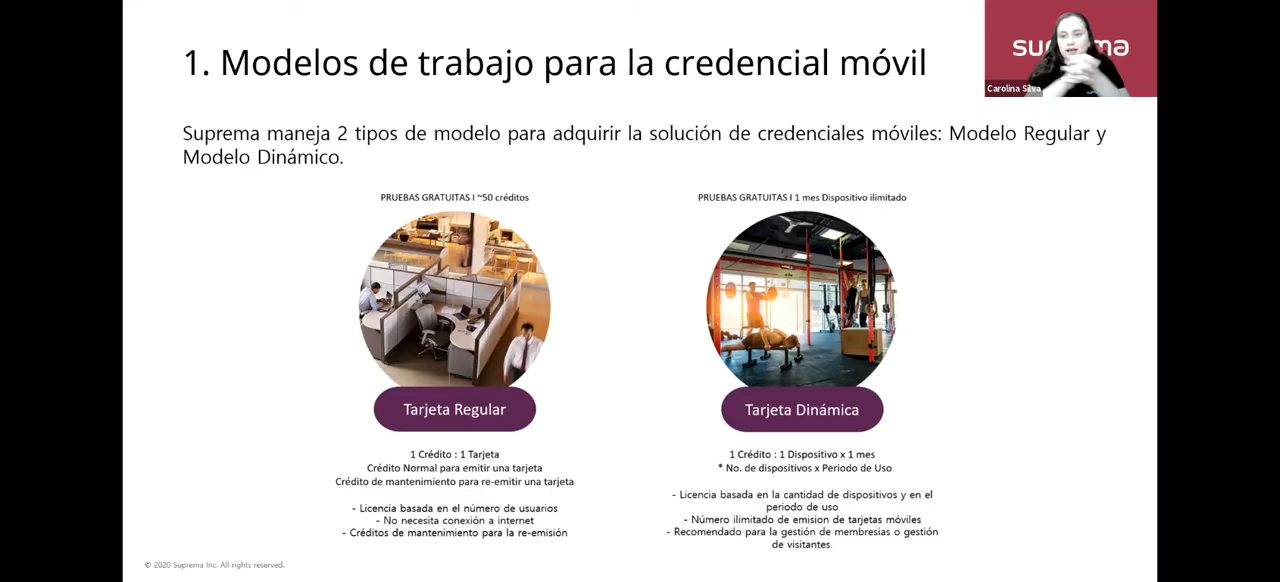 1. Modelos de trabajo para la credencial móvil
Carolina Silva
Suprema maneja 2 tipos de modelo para adquirir la solución de credenciales móviles: Modelo Regular y
Modelo Dinámico.
PRUEBAS GRATUITAS I ~50 créditos
Tarjeta Regular
1 Crédito : 1 Tarjeta
Crédito Normal para emitir una tarjeta
Crédito de mantenimiento para re-emitir una tarjeta
- Licencia basada en el número de usuarios
- No necesita conexión a internet
- Créditos de mantenimiento para la re-emisión
PRUEBAS GRATUITAS I 1 mes Dispositivo ilimitado
Tarjeta Dinámica
1 Crédito : 1 Dispositivo x 1 mes
* No. de dispositivos x Periodo de Uso
- Licencia basada en la cantidad de dispositivos y en el
periodo de uso
- Número ilimitado de emision de tarjetas móviles
- Recomendado para la gestión de membresias o gestión
de visitantes.
© 2020 Suprema Inc. All rights reserved.